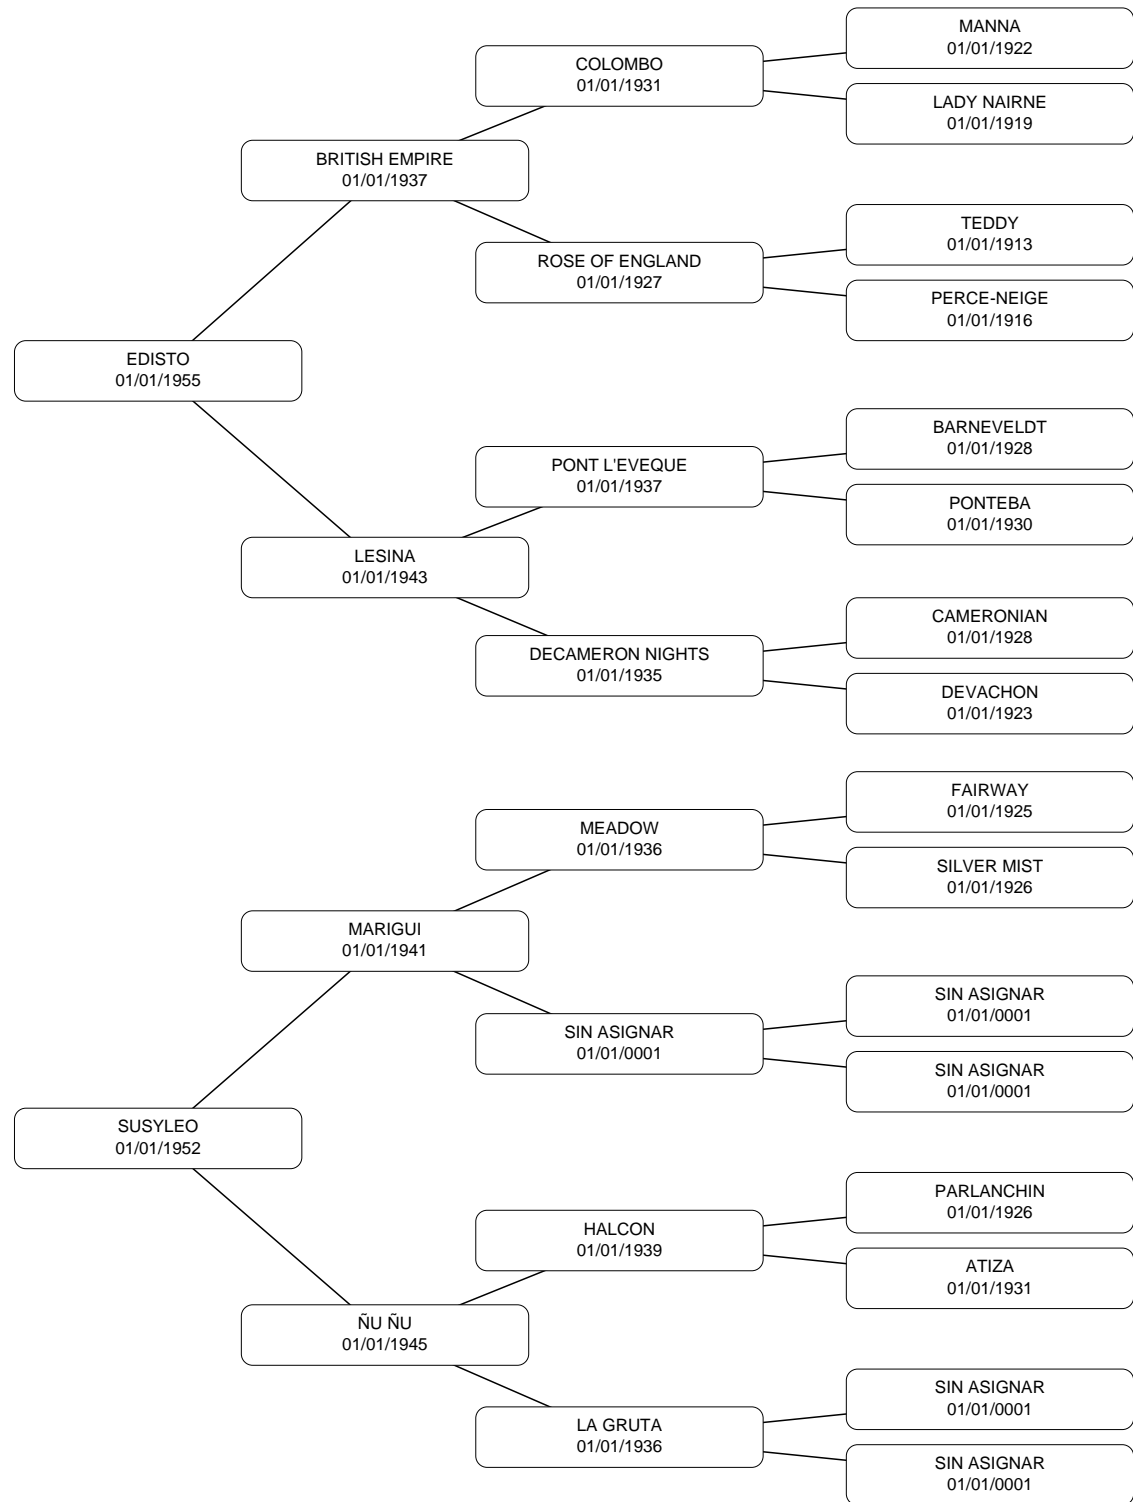 MANNA
01/01/1922
COLOMBO
01/01/1931
LADY NAIRNE
01/01/1919
BRITISH EMPIRE
01/01/1937
TEDDY
01/01/1913
ROSE OF ENGLAND
01/01/1927
PERCE-NEIGE
01/01/1916
EDISTO
01/01/1955
BARNEVELDT
01/01/1928
PONT L'EVEQUE
01/01/1937
PONTEBA
01/01/1930
LESINA
01/01/1943
CAMERONIAN
01/01/1928
DECAMERON NIGHTS
01/01/1935
DEVACHON
01/01/1923
FAIRWAY
01/01/1925
MEADOW
01/01/1936
SILVER MIST
01/01/1926
MARIGUI
01/01/1941
SIN ASIGNAR
01/01/0001
SIN ASIGNAR
01/01/0001
SIN ASIGNAR
01/01/0001
SUSYLEO
01/01/1952
PARLANCHIN
01/01/1926
HALCON
01/01/1939
ATIZA
01/01/1931
ÑU ÑU
01/01/1945
SIN ASIGNAR
01/01/0001
LA GRUTA
01/01/1936
SIN ASIGNAR
01/01/0001